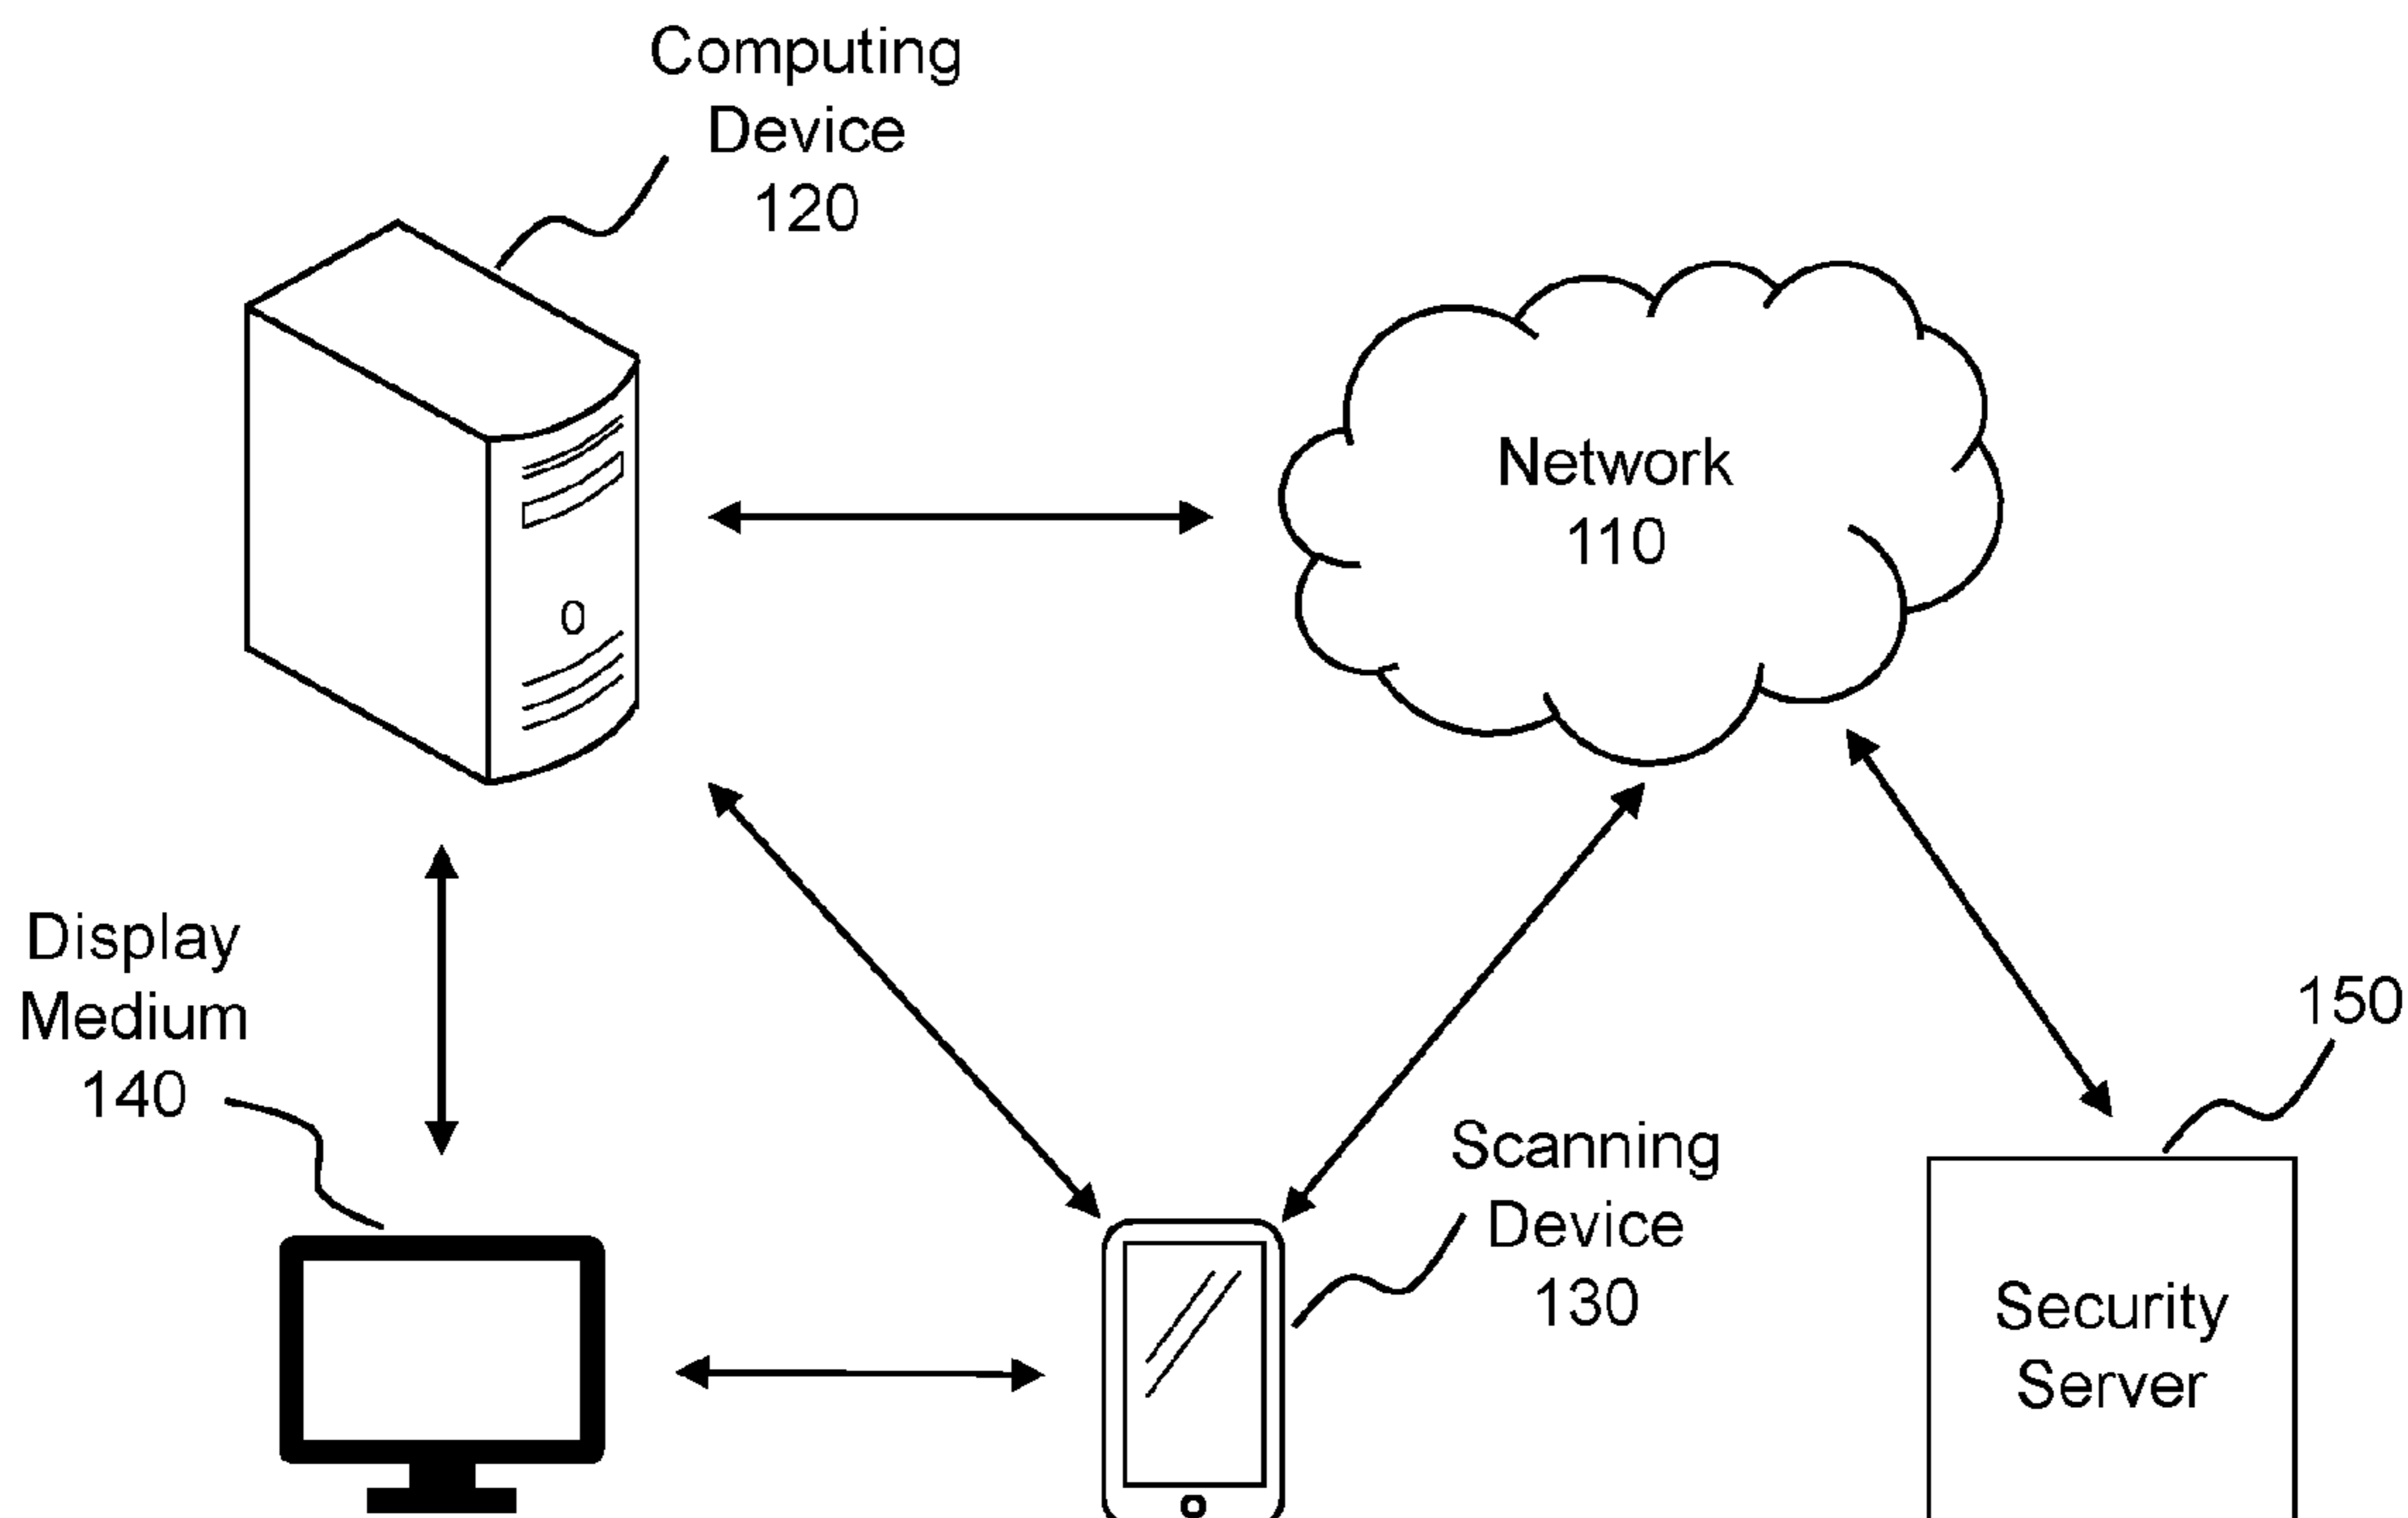 Computing
Device
120
Network
110
Display
Medium
140
150
Scanning
Device
130
Security
Server